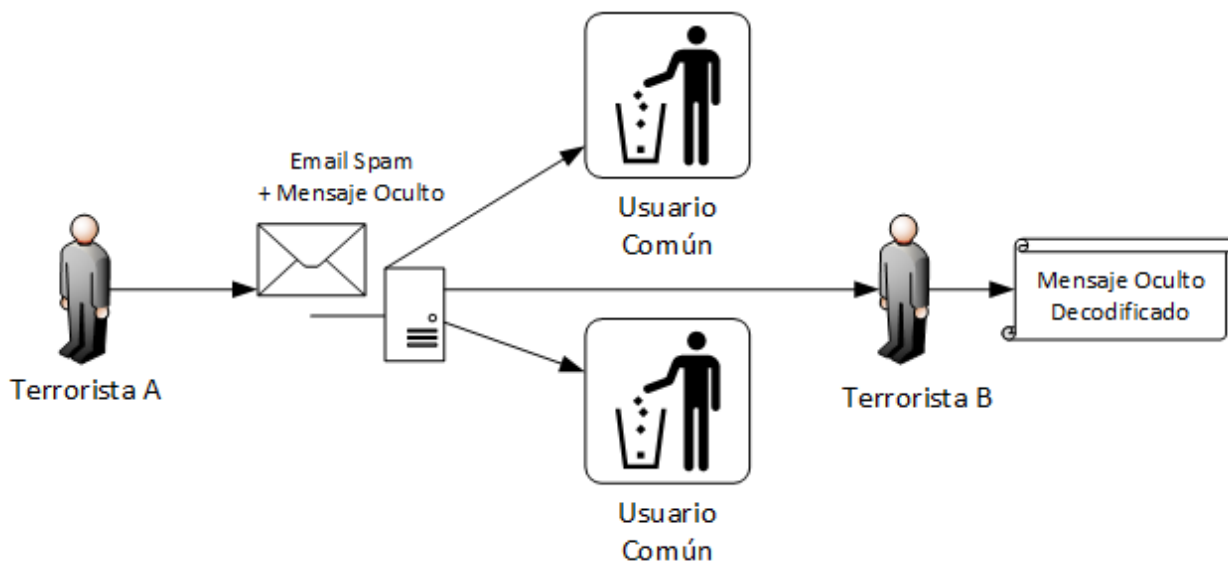 Email Spam
+ Mensaje Oculto
Terrorista A
Usuario
Común
Terrorista B
Mensaje Oculto
Decodificado
Usuario
Común